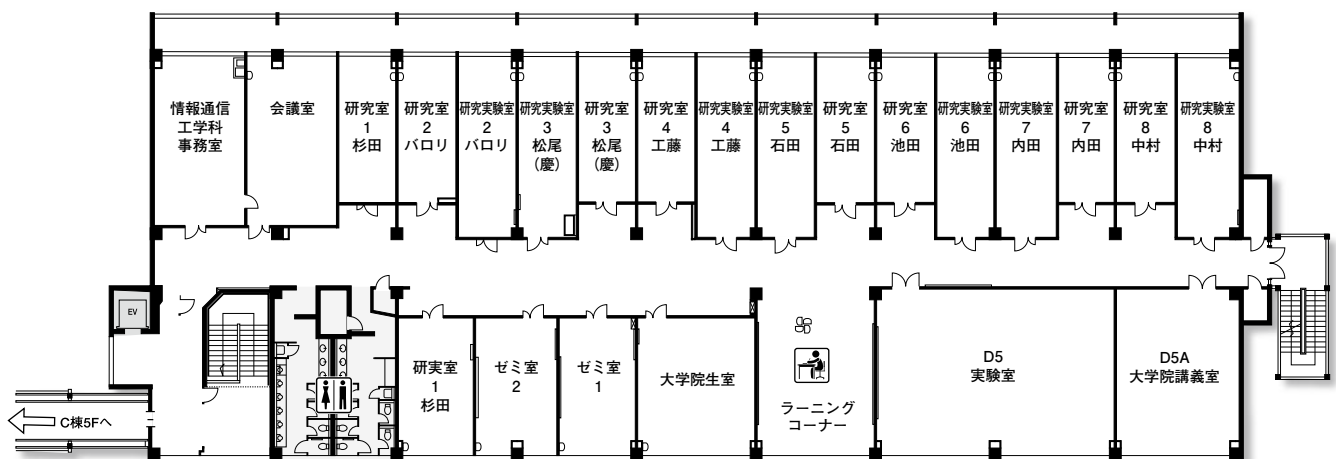 情報通信
工学科
事務室
会議室
研究室
1
杉田
研究室
2
バロリ
研究実験室
2
バロリ
研究実験室
3
松尾
(慶)
研究室
3
松尾
(慶)
研究室
4
工藤
研究実験室
4
工藤
研究実験室
5
石田
研究室
5
石田
研究室
6
池田
研究実験室
6
池田
研究実験室
7
内田
研究室
7
内田
研究室
8
中村
研究実験室
8
中村
EV
C棟5Fへ
研実室
1
杉田
ゼミ室
2
ゼミ室
1
大学院生室
ラーニング
コーナー
D5
実験室
D5A
大学院講義室